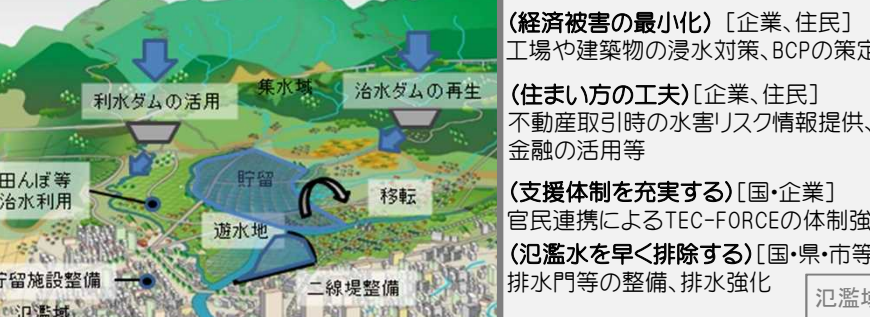 集水域
利水ダムの活用
治水ダムの再生
田んぼ等
治水利用
貯留
移転
遊水地
貯留施設整備
二線堤整備
氾濫域
(経済被害の最小化) [企業、住民]
工場や建築物の浸水対策、BCPの策定
(住まい方の工夫)[企業、住民]
不動産取引時の水害リスク情報提供、
金融の活用等
(支援体制を充実する)[国・企業]
官民連携によるTEC-FORCEの体制強
(氾濫水を早く排除する)[国・県・市等
排水門等の整備、排水強化
氾濫域